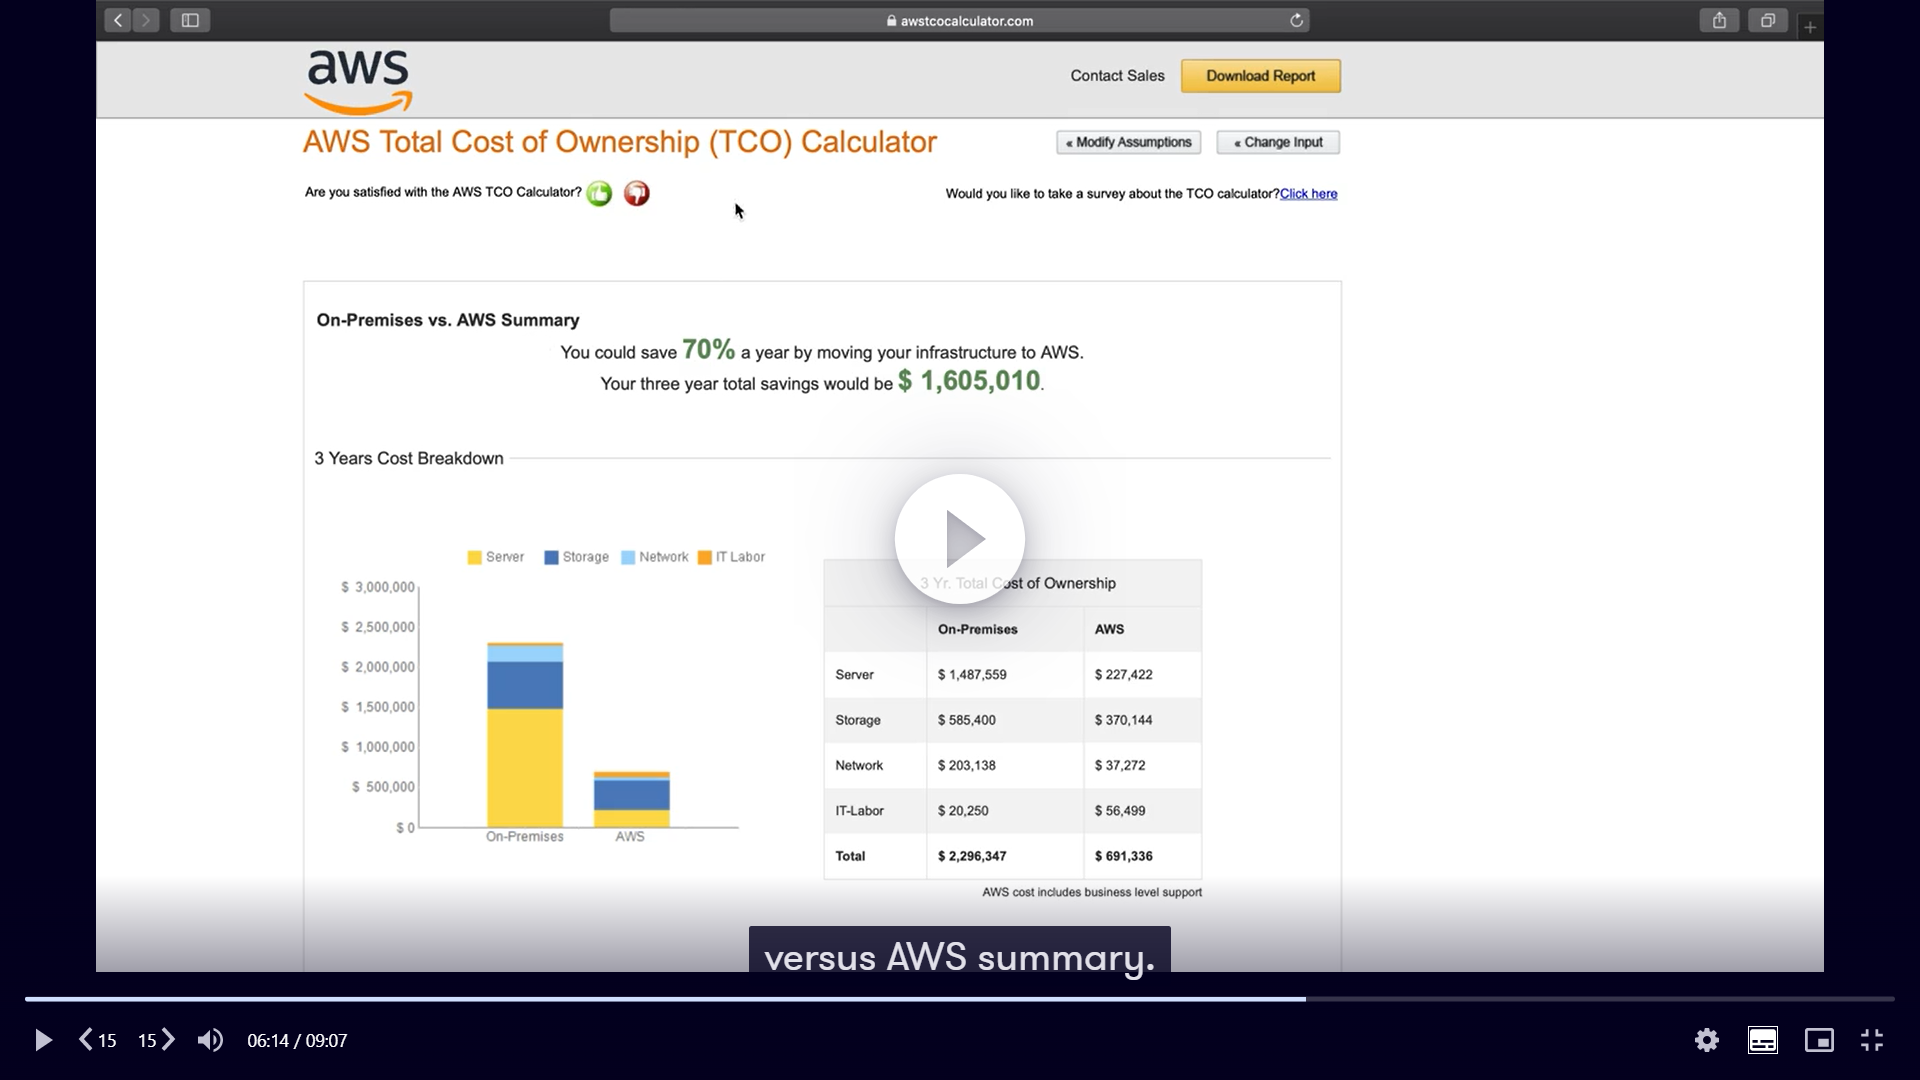 awstcocalculator.com
aws
Contact Sales
Download Report
AWS Total Cost of Ownership (TCO) Calculator
« Modify Assumptions
« Change Input
Are you satisfied with the AWS TCO Calculator?
Would you like to take a survey about the TCO calculator?Click here
On-Premises vs. AWS Summary
You could save 70% a year by moving your infrastructure to AWS.
Your three year total savings would be $ 1,605,010.
3 Years Cost Breakdown
Server Storage Network IT Labor
$ 3,000,000
$ 2,500,000
$ 2,000,000
$ 1,500,000
$ 1,000,000
$ 500,000
$ 0
On-Premises AWS
3 Yr. Total Cost of Ownership
On-Premises AWS
Server $ 1,487,559 $ 227,422
Storage $ 585,400 $ 370,144
Network $ 203,138 $ 37,272
IT-Labor $ 20,250 $ 56,499
Total $ 2,296,347 $ 691,336
AWS cost includes business level support
versus AWS summary.
15 15 06:14 / 09:07